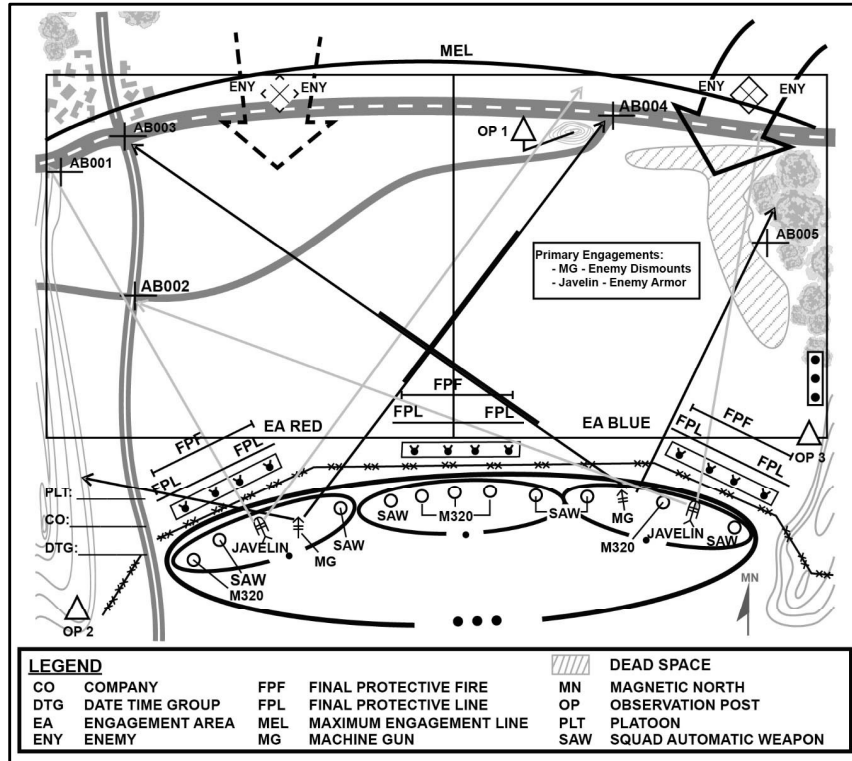 MEL
ENY ENY
ENY ENY
AB003
AB004
OP 1
AB001
AB005
Primary Engagements:
- MG - Enemy Dismounts
- Javelin - Enemy Armor
AB002
FPF
EA RED
FPL FPL
EA BLUE
FPF
FPL
FPF
FPL
FPL
OP 3
PLT:
CO:
DTG:
JAVELIN
MG
SAW
SAW
M320
M320
SAW
MG
M320
JAVELIN
SAW
OP 2
MN
LEGEND
CO COMPANY
DTG DATE TIME GROUP
EA ENGAGEMENT AREA
ENY ENEMY
FPF FINAL PROTECTIVE FIRE
FPL FINAL PROTECTIVE LINE
MEL MAXIMUM ENGAGEMENT LINE
MG MACHINE GUN
DEAD SPACE
MN MAGNETIC NORTH
OP OBSERVATION POST
PLT PLATOON
SAW SQUAD AUTOMATIC WEAPON